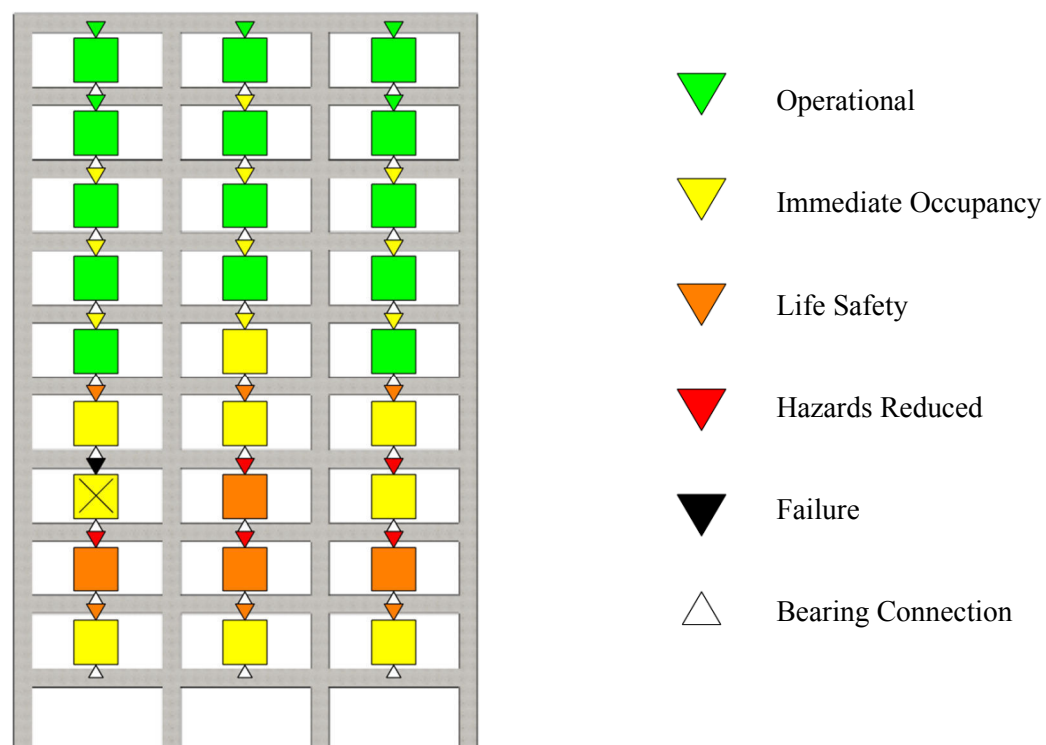 Operational
Immediate Occupancy
Life Safety
Hazards Reduced
Failure
Bearing Connection